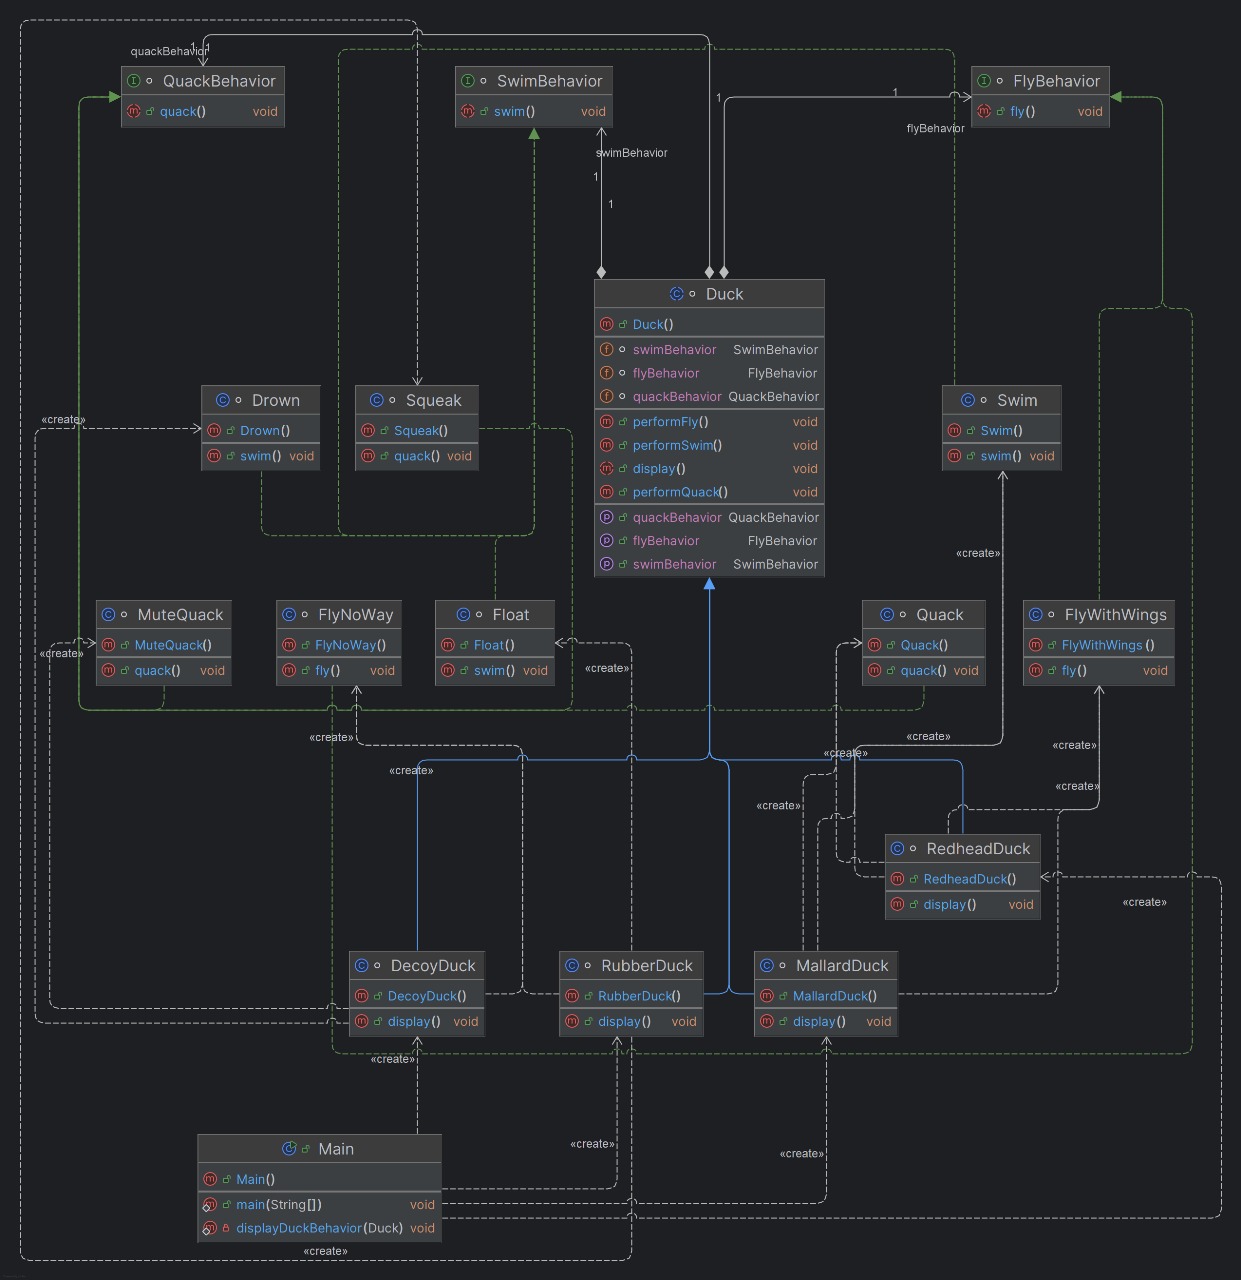 quackBehavior
1 1
QuackBehavior
quack() void
SwimBehavior
swim() void
FlyBehavior
fly() void
1
1
flyBehavior
swimBehavior
1
1
Duck
Duck()
swimBehavior SwimBehavior
flyBehavior FlyBehavior
quackBehavior QuackBehavior
performFly() void
performSwim() void
display() void
performQuack() void
quackBehavior QuackBehavior
flyBehavior FlyBehavior
swimBehavior SwimBehavior
«create»
Drown
Drown()
swim() void
Squeak
Squeak()
quack() void
Swim
Swim()
swim() void
«create»
MuteQuack
MuteQuack()
quack() void
FlyNoWay
FlyNoWay()
fly() void
Float
Float()
swim() void
Quack
Quack()
quack() void
FlyWithWings
FlyWithWings()
fly() void
«create»
«create»
«create»
«create»
«create»
«create»
«create»
«create»
«create»
RedheadDuck
RedheadDuck()
display() void
«create»
DecoyDuck
DecoyDuck()
display() void
RubberDuck
RubberDuck()
display() void
MallardDuck
MallardDuck()
display() void
«create»
«create»
«create»
Main
Main()
main(String[]) void
displayDuckBehavior(Duck) void
«create»